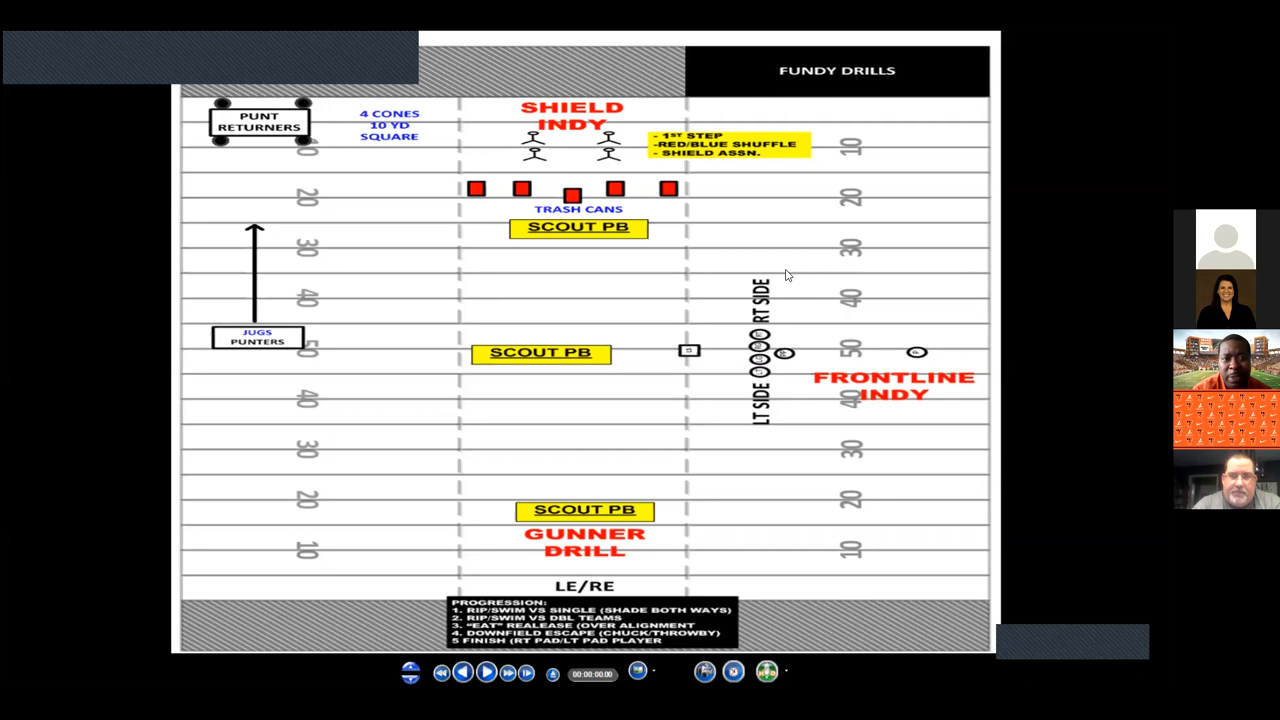 FUNDY DRILLS
PUNT
RETURNERS
4 CONES
10 YD
SQUARE
SHIELD
INDY
- 1ST STEP
-RED/BLUE SHUFFLE
- SHIELD ASSN.
10
10
20
20
TRASH CANS
SCOUT PB
30
30
40
40
RT SIDE
JUGS
PUNTERS
50
SCOUT PB
50
LT SIDE
FRONTLINE
INDY
40
40
30
30
20
20
SCOUT PB
GUNNER
DRILL
10
10
LE/RE
PROGRESSION:
1. RIP/SWIM VS SINGLE (SHADE BOTH WAYS)
2. RIP/SWIM VS DBL TEAMS
3. "EAT" REALEASE (OVER ALIGNMENT
4. DOWNFIELD ESCAPE (CHUCK/THROWBY)
5 FINISH (RT PAD/LT PAD PLAYER
00:00:00.00